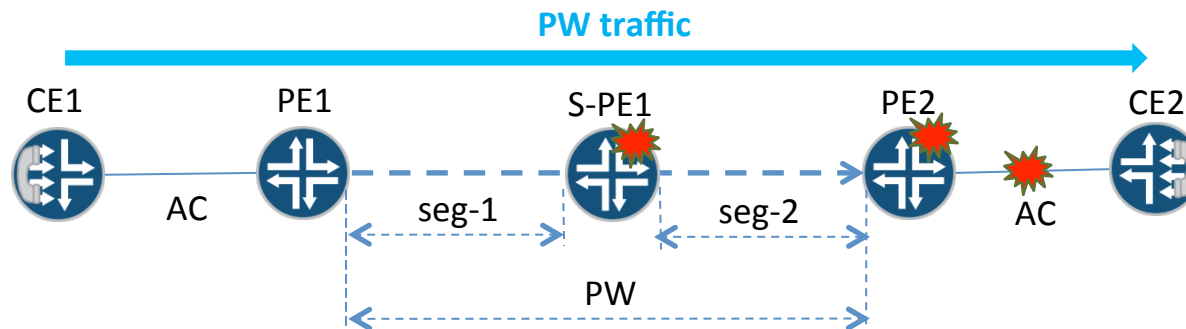 PW traffic
CE1
PE1
S-PE1
PE2
CE2
AC
seg-1
seg-2
AC
PW